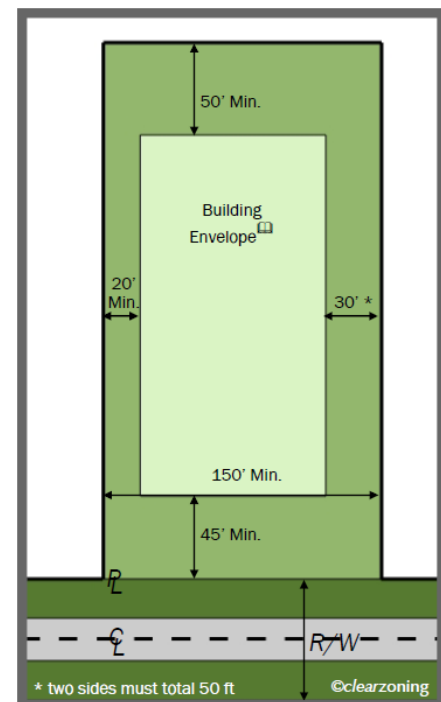 50' Min.
Building
Envelope
20'
Min.
30' *
150' Min.
45' Min.
PL
CL
R/W
* two sides must total 50 ft
©clearzoning